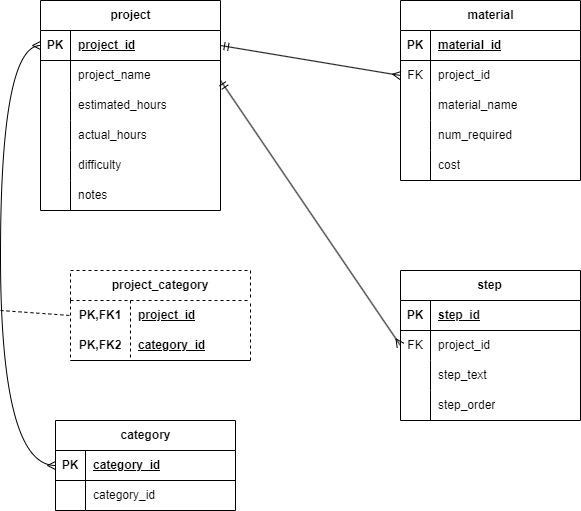 project
PK project_id
project_name
estimated_hours
actual_hours
difficulty
notes
material
PK material_id
FK project_id
material_name
num_required
cost
project_category
PK,FK1 project_id
PK,FK2 category_id
step
PK step_id
FK project_id
step_text
step_order
category
PK category_id
category_id